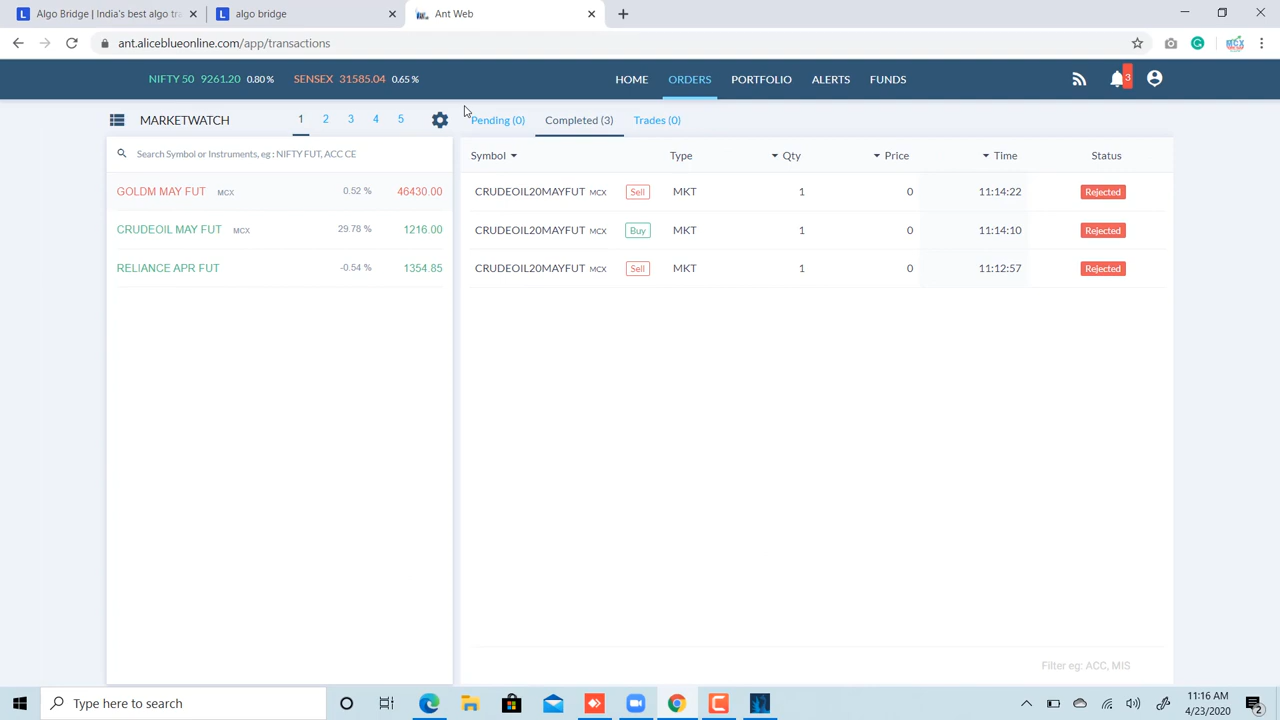 Algo Bridge | India's best algo tra
algo bridge
Ant Web
ant.aliceblueonline.com/app/transactions
NIFTY 50 9261.20 0.80 % SENSEX 31585.04 0.65 %
HOME ORDERS PORTFOLIO ALERTS FUNDS
3
MARKETWATCH 1 2 3 4 5
Search Symbol or Instruments, eg : NIFTY FUT, ACC CE
GOLDM MAY FUT MCX 0.52 % 46430.00
CRUDEOIL MAY FUT MCX 29.78 % 1216.00
RELIANCE APR FUT -0.54 % 1354.85
Pending (0) Completed (3) Trades (0)
Symbol Type Qty Price Time Status
CRUDEOIL20MAYFUT MCX Sell MKT 1 0 11:14:22 Rejected
CRUDEOIL20MAYFUT MCX Buy MKT 1 0 11:14:10 Rejected
CRUDEOIL20MAYFUT MCX Sell MKT 1 0 11:12:57 Rejected
Filter eg: ACC, MIS
Type here to search
11:16 AM
4/23/2020
2